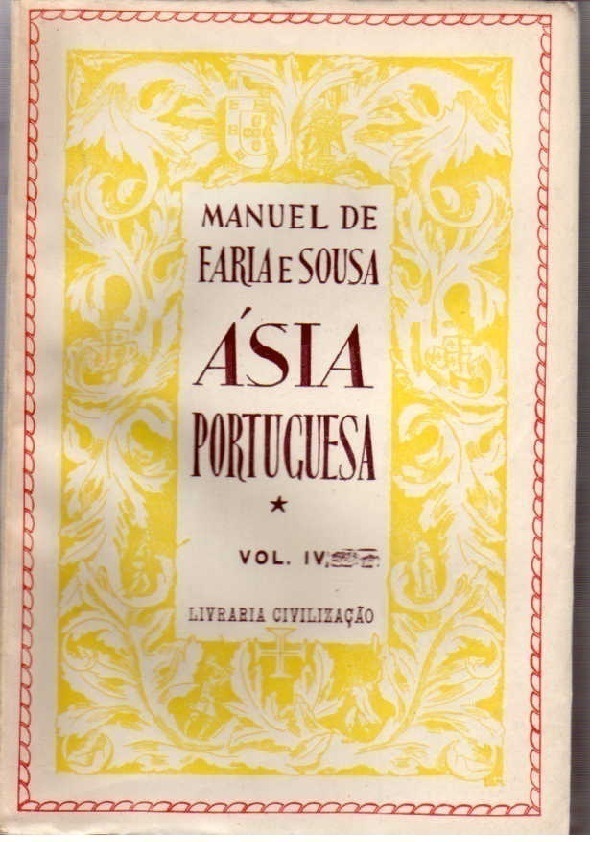 MANUEL DE
FARIA E SOUSA
ÁSIA
PORTUGUESA
VOL. IV
LIVRARIA CIVILIZAÇÃO